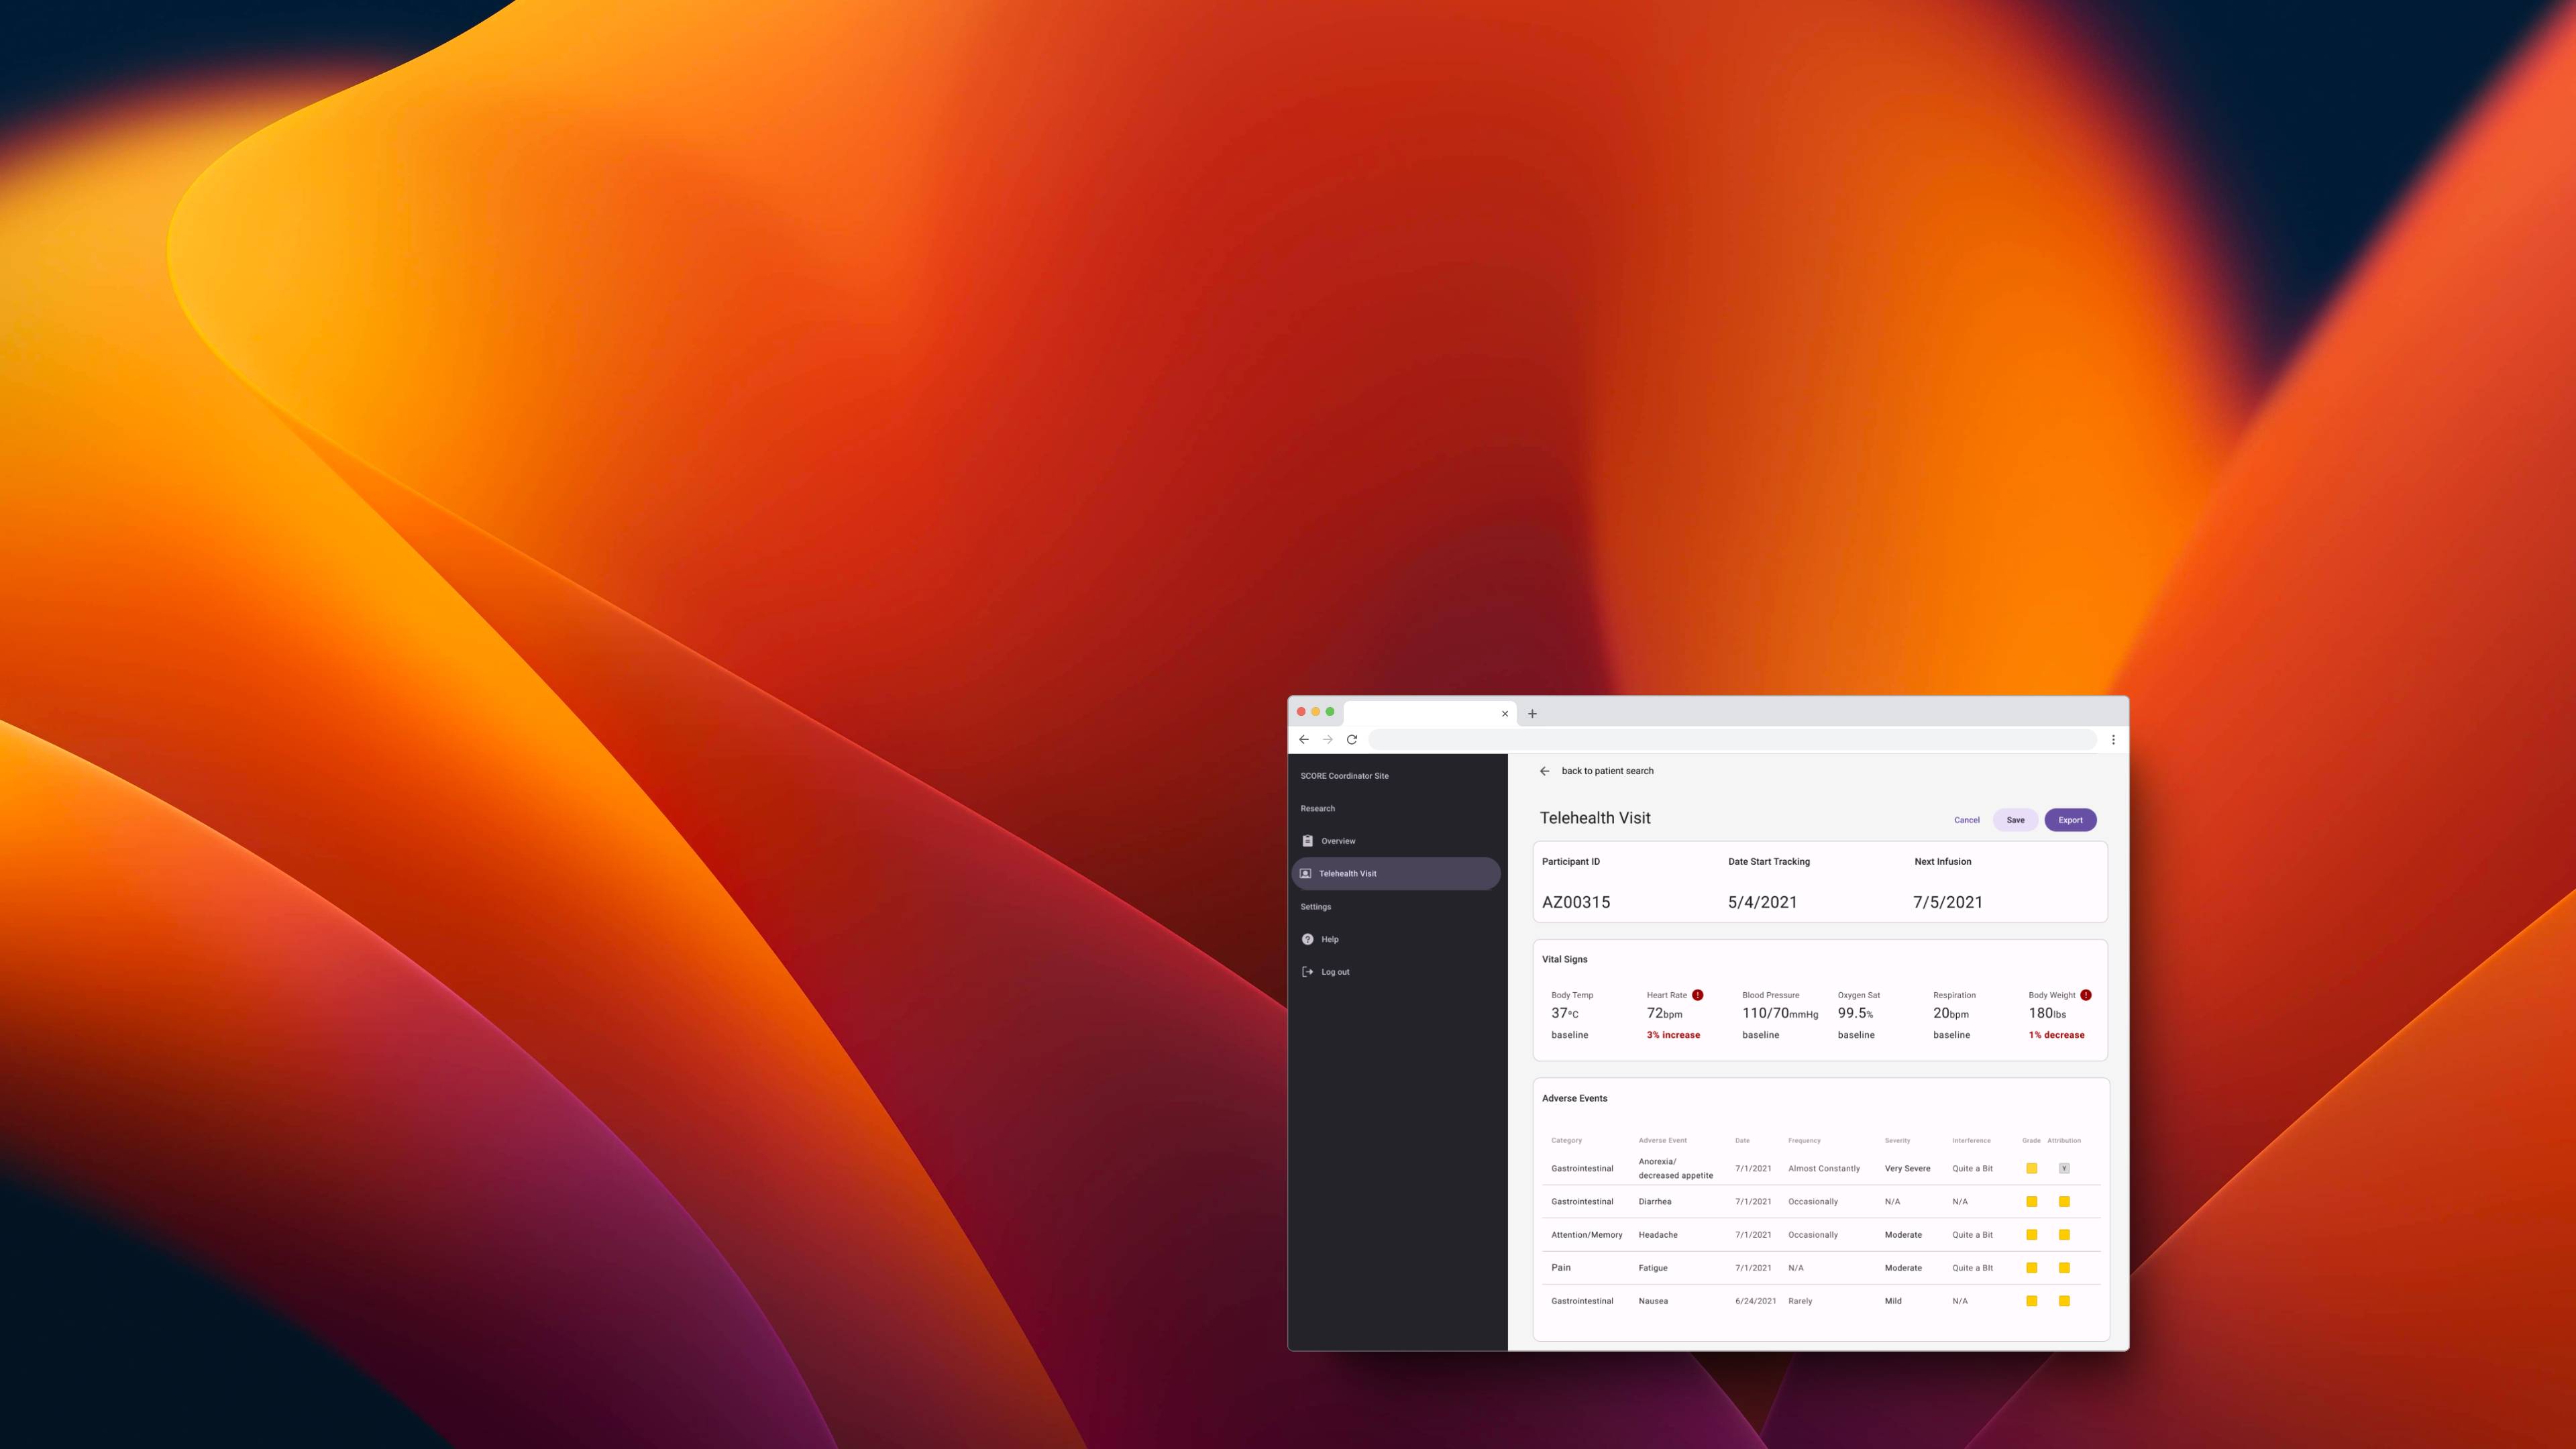 SCORE Coordinator Site
Research
Overview
Telehealth Visit
Settings
Help
Log out
back to patient search
Telehealth Visit
Cancel Save Export
Participant ID Date Start Tracking Next Infusion
AZ00315 5/4/2021 7/5/2021
Vital Signs
Body Temp Heart Rate ! Blood Pressure Oxygen Sat Respiration Body Weight !
37°C 72bpm 110/70mmHg 99.5% 20bpm 180lbs
baseline 3% increase baseline baseline baseline 1% decrease
Adverse Events
Category Adverse Event Date Frequency Severity Interference Grade Attribution
Gastrointestinal Anorexia/ decreased appetite 7/1/2021 Almost Constantly Very Severe Quite a Bit Y
Gastrointestinal Diarrhea 7/1/2021 Occasionally N/A N/A
Attention/Memory Headache 7/1/2021 Occasionally Moderate Quite a Bit
Pain Fatigue 7/1/2021 N/A Moderate Quite a BIt
Gastrointestinal Nausea 6/24/2021 Rarely Mild N/A